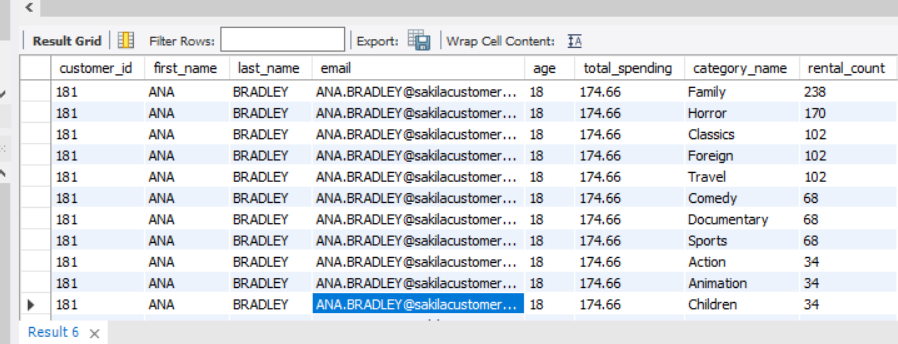 Result Grid Filter Rows: Export: Wrap Cell Content: IA
customer_id first_name last_name email age total_spending category_name rental_count
181 ANA BRADLEY ANA.BRADLEY@sakilacustomer... 18 174.66 Family 238
181 ANA BRADLEY ANA.BRADLEY@sakilacustomer... 18 174.66 Horror 170
181 ANA BRADLEY ANA.BRADLEY@sakilacustomer... 18 174.66 Classics 102
181 ANA BRADLEY ANA.BRADLEY@sakilacustomer... 18 174.66 Foreign 102
181 ANA BRADLEY ANA.BRADLEY@sakilacustomer... 18 174.66 Travel 102
181 ANA BRADLEY ANA.BRADLEY@sakilacustomer... 18 174.66 Comedy 68
181 ANA BRADLEY ANA.BRADLEY@sakilacustomer... 18 174.66 Documentary 68
181 ANA BRADLEY ANA.BRADLEY@sakilacustomer... 18 174.66 Sports 68
181 ANA BRADLEY ANA.BRADLEY@sakilacustomer... 18 174.66 Action 34
181 ANA BRADLEY ANA.BRADLEY@sakilacustomer... 18 174.66 Animation 34
181 ANA BRADLEY ANA.BRADLEY@sakilacustomer... 18 174.66 Children 34
Result 6